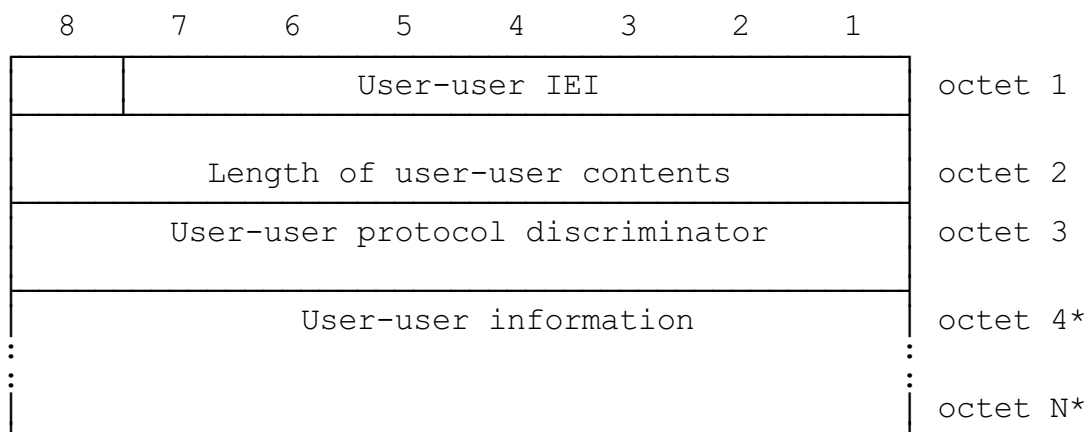 8 7 6 5 4 3 2 1
User-user IEI octet 1
Length of user-user contents octet 2
User-user protocol discriminator octet 3
User-user information octet 4*
octet N*